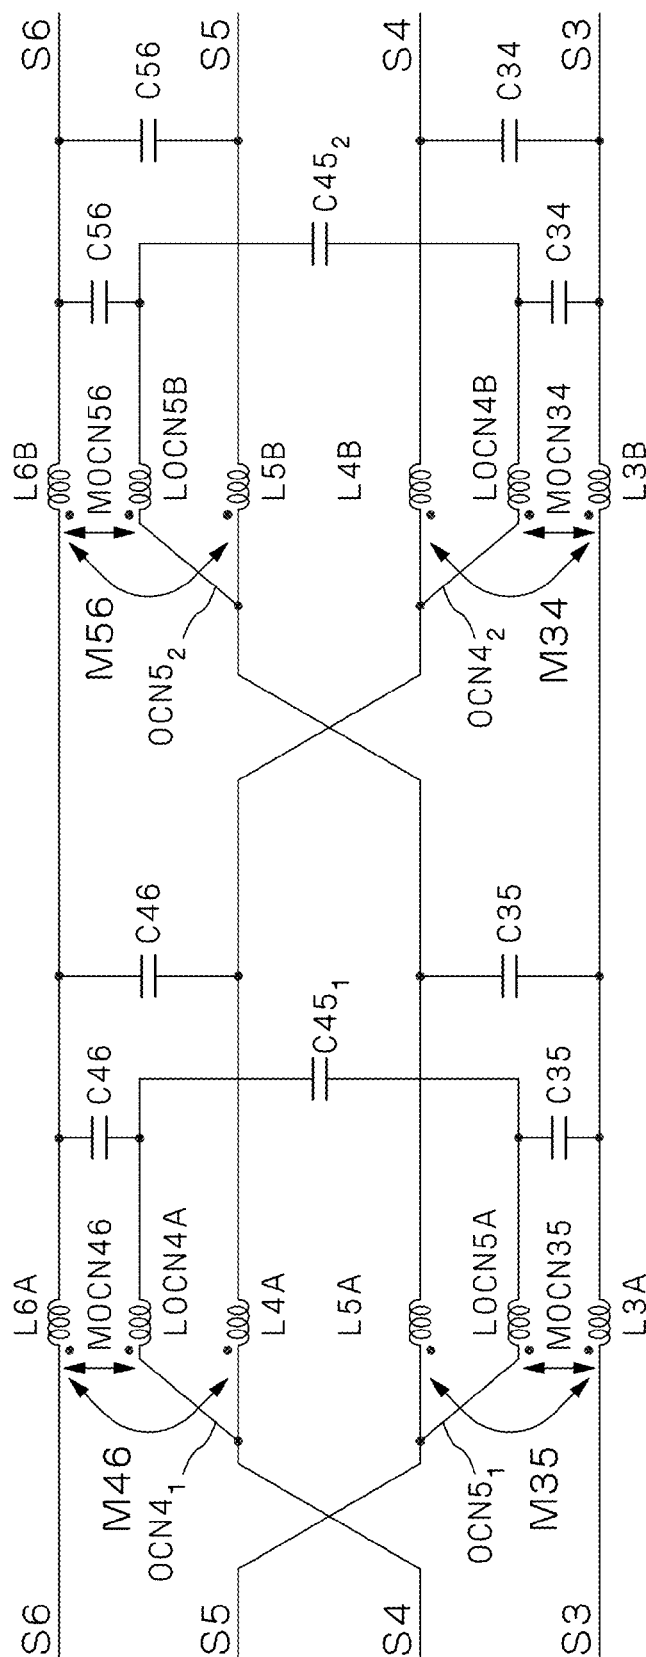 S6
S5
S4
S3
C56
C34
C56
C45₂
C34
L6B
MOCN56
LOCN5B
L5B
L4B
LOCN4B
MOCN34
L3B
M56
OCN5₂
OCN4₂
M34
C46
C35
C46
C45₁
C35
L6A
MOCN46
LOCN4A
L4A
L5A
LOCN5A
MOCN35
L3A
M46
OCN4₁
OCN5₁
M35
S6
S5
S4
S3